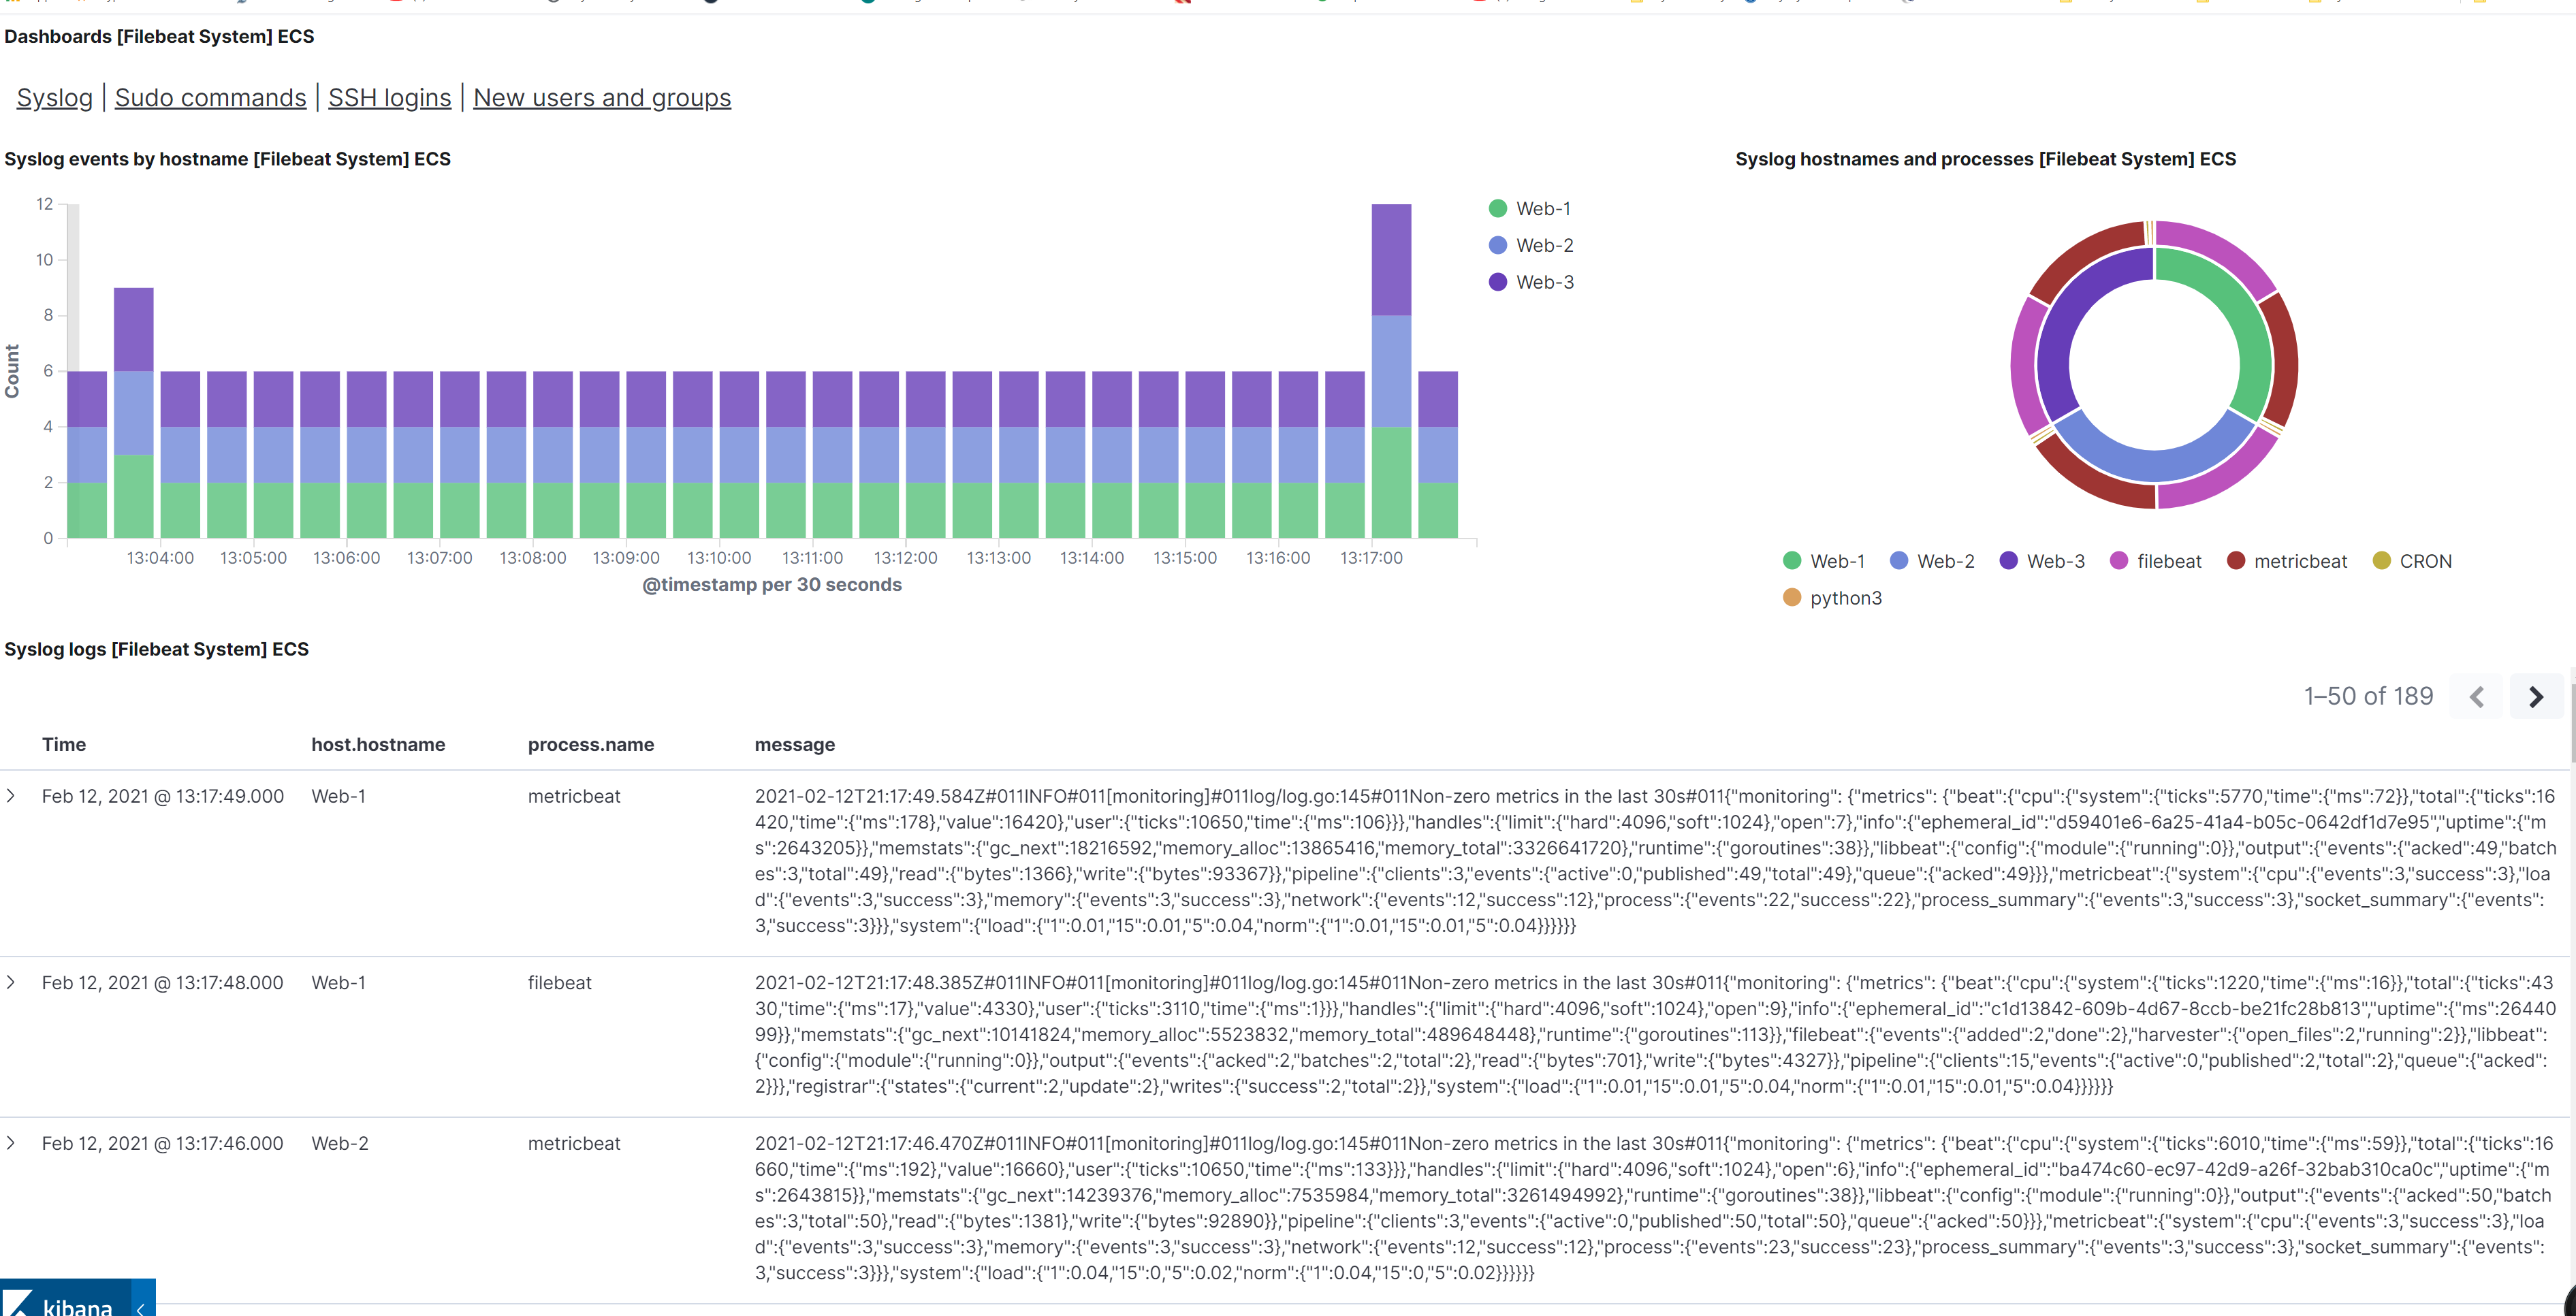 Dashboards [Filebeat System] ECS
Syslog | Sudo commands | SSH logins | New users and groups
Syslog events by hostname [Filebeat System] ECS
12
10
8
6
4
2
0
Count
13:04:00 13:05:00 13:06:00 13:07:00 13:08:00 13:09:00 13:10:00 13:11:00 13:12:00 13:13:00 13:14:00 13:15:00 13:16:00 13:17:00
@timestamp per 30 seconds
Web-1
Web-2
Web-3
Syslog hostnames and processes [Filebeat System] ECS
Web-1 Web-2 Web-3 filebeat metricbeat CRON
python3
Syslog logs [Filebeat System] ECS
1–50 of 189
Time host.hostname process.name message
Feb 12, 2021 @ 13:17:49.000 Web-1 metricbeat 2021-02-12T21:17:49.584Z#011INFO#011[monitoring]#011log/log.go:145#011Non-zero metrics in the last 30s#011{"monitoring": {"metrics": {"beat":{"cpu":{"system":{"ticks":5770,"time":{"ms":72}},"total":{"ticks":16
420,"time":{"ms":178},"value":16420},"user":{"ticks":10650,"time":{"ms":106}}},"handles":{"limit":{"hard":4096,"soft":1024},"open":7},"info":{"ephemeral_id":"d59401e6-6a25-41a4-b05c-0642df1d7e95","uptime":{"m
s":2643205}},"memstats":{"gc_next":18216592,"memory_alloc":13865416,"memory_total":3326641720},"runtime":{"goroutines":38}},"libbeat":{"config":{"module":{"running":0}},"output":{"events":{"acked":49,"batch
es":3,"total":49},"read":{"bytes":1366},"write":{"bytes":93367}},"pipeline":{"clients":3,"events":{"active":0,"published":49,"total":49},"queue":{"acked":49}}},"metricbeat":{"system":{"cpu":{"events":3,"success":3},"loa
d":{"events":3,"success":3},"memory":{"events":3,"success":3},"network":{"events":12,"success":12},"process":{"events":22,"success":22},"process_summary":{"events":3,"success":3},"socket_summary":{"events":
3,"success":3}}},"system":{"load":{"1":0.01,"15":0.01,"5":0.04,"norm":{"1":0.01,"15":0.01,"5":0.04}}}}}}
Feb 12, 2021 @ 13:17:48.000 Web-1 filebeat 2021-02-12T21:17:48.385Z#011INFO#011[monitoring]#011log/log.go:145#011Non-zero metrics in the last 30s#011{"monitoring": {"metrics": {"beat":{"cpu":{"system":{"ticks":1220,"time":{"ms":16}},"total":{"ticks":43
30,"time":{"ms":17},"value":4330},"user":{"ticks":3110,"time":{"ms":1}}},"handles":{"limit":{"hard":4096,"soft":1024},"open":9},"info":{"ephemeral_id":"c1d13842-609b-4d67-8ccb-be21fc28b813","uptime":{"ms":26440
99}},"memstats":{"gc_next":10141824,"memory_alloc":5523832,"memory_total":489648448},"runtime":{"goroutines":113}},"filebeat":{"events":{"added":2,"done":2},"harvester":{"open_files":2,"running":2}},"libbeat":
{"config":{"module":{"running":0}},"output":{"events":{"acked":2,"batches":2,"total":2},"read":{"bytes":701},"write":{"bytes":4327}},"pipeline":{"clients":15,"events":{"active":0,"published":2,"total":2},"queue":{"acked":
2}}},"registrar":{"states":{"current":2,"update":2},"writes":{"success":2,"total":2}},"system":{"load":{"1":0.01,"15":0.01,"5":0.04,"norm":{"1":0.01,"15":0.01,"5":0.04}}}}}}
Feb 12, 2021 @ 13:17:46.000 Web-2 metricbeat 2021-02-12T21:17:46.470Z#011INFO#011[monitoring]#011log/log.go:145#011Non-zero metrics in the last 30s#011{"monitoring": {"metrics": {"beat":{"cpu":{"system":{"ticks":6010,"time":{"ms":59}},"total":{"ticks":16
660,"time":{"ms":192},"value":16660},"user":{"ticks":10650,"time":{"ms":133}}},"handles":{"limit":{"hard":4096,"soft":1024},"open":6},"info":{"ephemeral_id":"ba474c60-ec97-42d9-a26f-32bab310ca0c","uptime":{"m
s":2643815}},"memstats":{"gc_next":14239376,"memory_alloc":7535984,"memory_total":3261494992},"runtime":{"goroutines":38}},"libbeat":{"config":{"module":{"running":0}},"output":{"events":{"acked":50,"batch
es":3,"total":50},"read":{"bytes":1381},"write":{"bytes":92890}},"pipeline":{"clients":3,"events":{"active":0,"published":50,"total":50},"queue":{"acked":50}}},"metricbeat":{"system":{"cpu":{"events":3,"success":3},"loa
d":{"events":3,"success":3},"memory":{"events":3,"success":3},"network":{"events":12,"success":12},"process":{"events":23,"success":23},"process_summary":{"events":3,"success":3},"socket_summary":{"events":
3,"success":3}}},"system":{"load":{"1":0.04,"15":0,"5":0.02,"norm":{"1":0.04,"15":0,"5":0.02}}}}}}
kibana